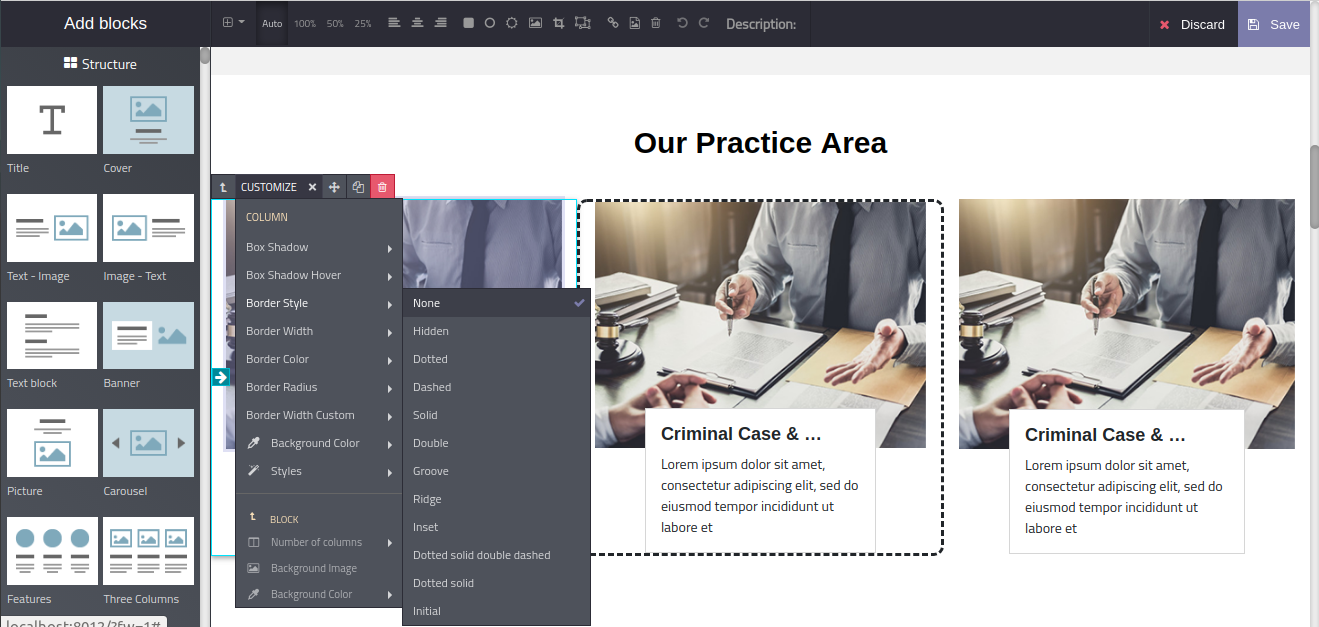 Add blocks
Auto 100% 50% 25% Description: Discard Save
Structure
Title Cover
Text - Image Image - Text
Text block Banner
Picture Carousel
Features Three Columns
localhost:8012/?fw=1#
Our Practice Area
CUSTOMIZE
COLUMN
Box Shadow
Box Shadow Hover
Border Style
Border Width
Border Color
Border Radius
Border Width Custom
Background Color
Styles
BLOCK
Number of columns
Background Image
Background Color
None
Hidden
Dotted
Dashed
Solid
Double
Groove
Ridge
Inset
Dotted solid double dashed
Dotted solid
Initial
Criminal Case & ...
Lorem ipsum dolor sit amet,
consectetur adipiscing elit, sed do
eiusmod tempor incididunt ut
labore et
Criminal Case & ...
Lorem ipsum dolor sit amet,
consectetur adipiscing elit, sed do
eiusmod tempor incididunt ut
labore et